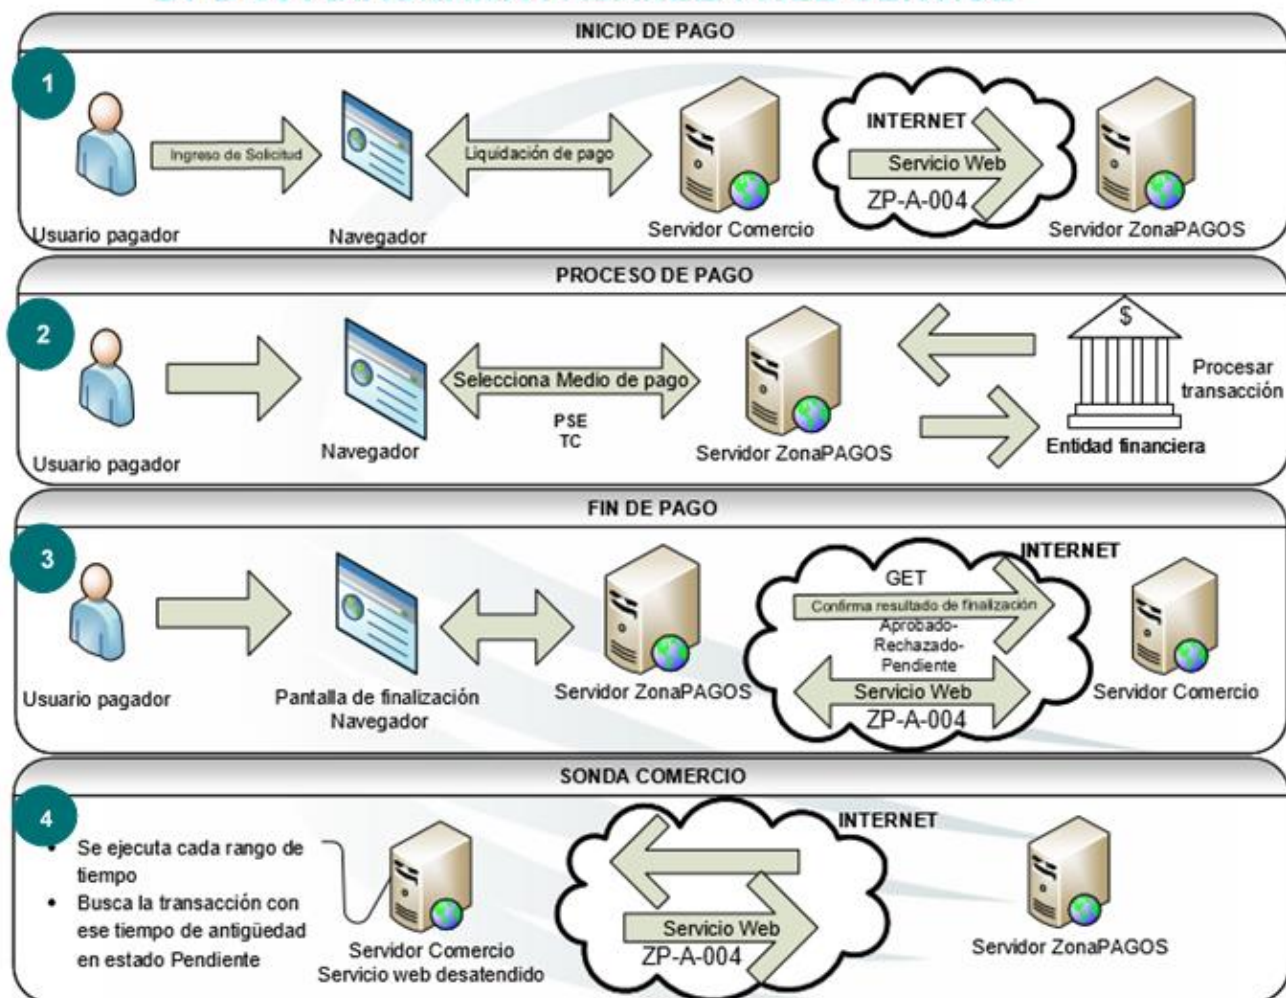 INICIO DE PAGO
1
Ingreso de Solicitud
Liquidación de pago
INTERNET
Servicio Web
ZP-A-004
Usuario pagador
Navegador
Servidor Comercio
Servidor ZonaPAGOS
PROCESO DE PAGO
2
$
Selecciona Medio de pago
PSE
TC
Procesar
transacción
Usuario pagador
Navegador
Servidor ZonaPAGOS
Entidad financiera
FIN DE PAGO
3
INTERNET
GET
Confirma resultado de finalización
Aprobado-
Rechazado-
Pendiente
Servicio Web
ZP-A-004
Usuario pagador
Pantalla de finalización
Navegador
Servidor ZonaPAGOS
Servidor Comercio
SONDA COMERCIO
4
• Se ejecuta cada rango de
tiempo
• Busca la transacción con
ese tiempo de antigüedad
en estado Pendiente
INTERNET
Servicio Web
ZP-A-004
Servidor Comercio
Servicio web desatendido
Servidor ZonaPAGOS